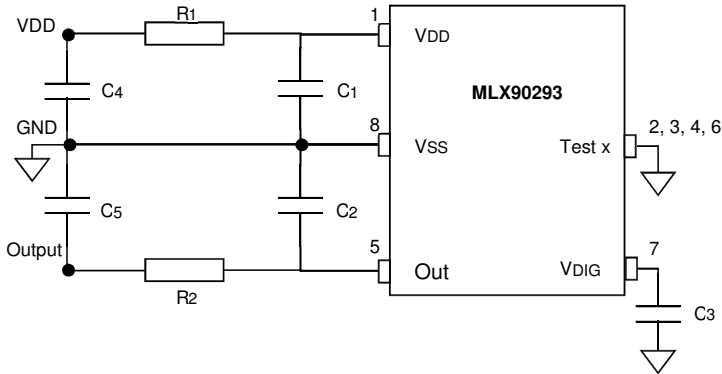 VDD
R1
1
VDD
C4
C1
MLX90293
GND
8
VSS
Test x
2, 3, 4, 6
C5
C2
Output
5
Out
7
VDIG
R2
C3